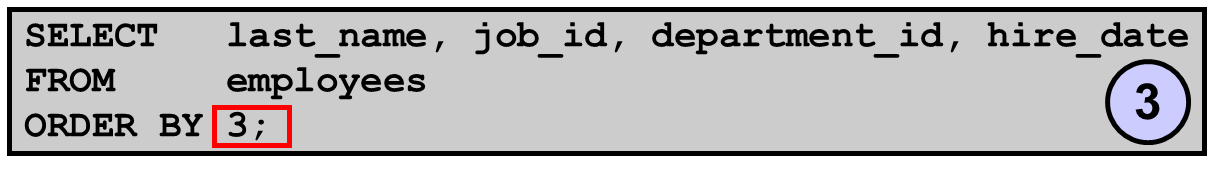 SELECT last_name, job_id, department_id, hire_date
FROM employees
ORDER BY 3;
3